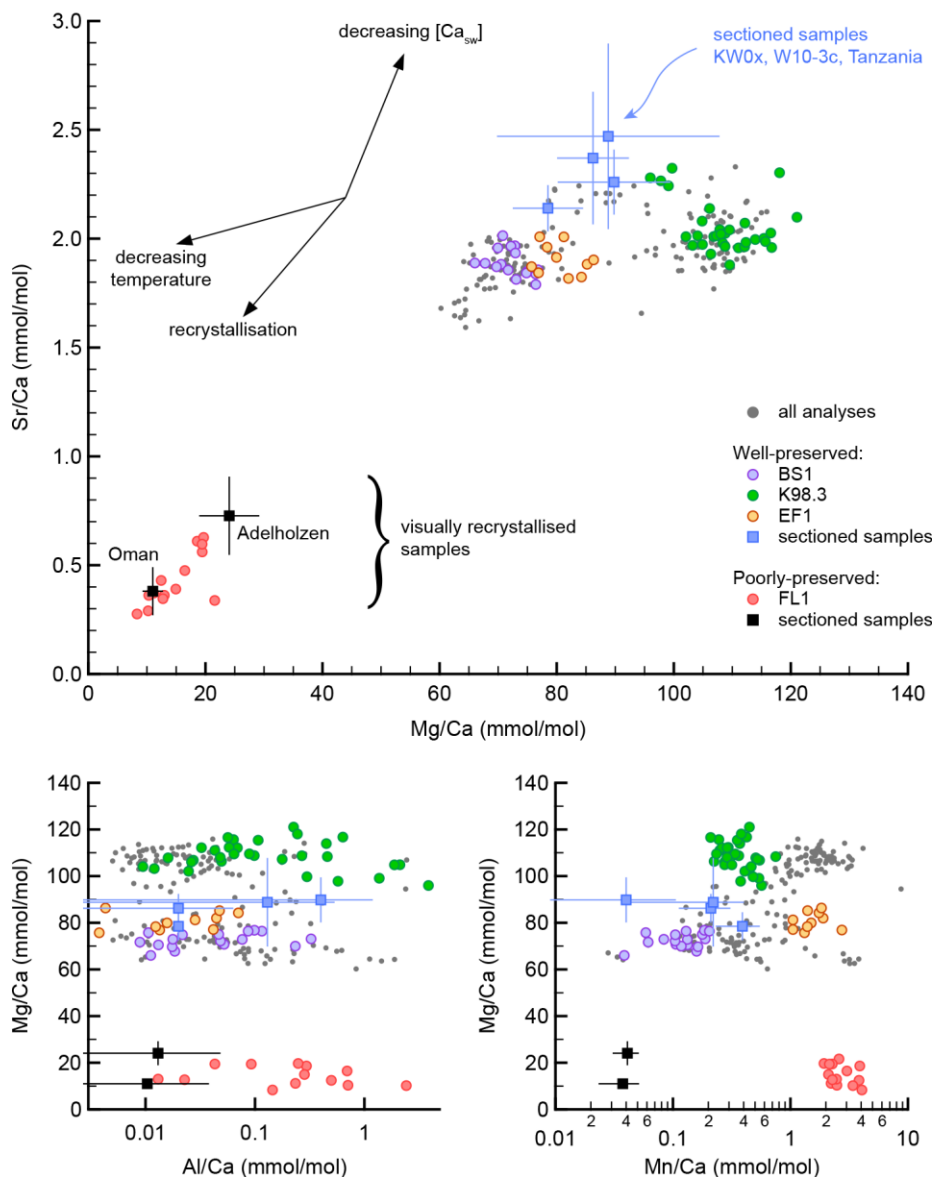 3.0
2.5
2.0
1.5
1.0
0.5
0.0
Sr/Ca (mmol/mol)
decreasing [Ca_sw]
decreasing
temperature
recrystallisation
sectioned samples
KW0x, W10-3c, Tanzania
all analyses
Well-preserved:
BS1
K98.3
EF1
sectioned samples
Poorly-preserved:
FL1
sectioned samples
Oman
Adelholzen
visually recrystallised
samples
0 20 40 60 80 100 120 140
Mg/Ca (mmol/mol)
140
120
100
80
60
40
20
0
Mg/Ca (mmol/mol)
0.01 0.1 1
Al/Ca (mmol/mol)
140
120
100
80
60
40
20
0
Mg/Ca (mmol/mol)
0.01 2 4 0.1 2 4 1 2 4 10
Mn/Ca (mmol/mol)